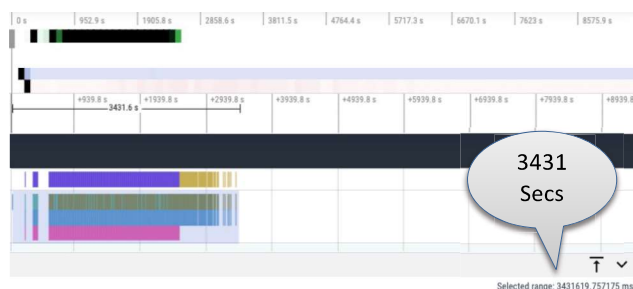 0 s 952.9 s 1905.8 s 2858.6 s 3811.5 s 4764.4 s 5717.3 s 6670.1 s 7623 s 8575.9 s
+939.8 s +1939.8 s +2939.8 s +3939.8 s +4939.8 s +5939.8 s +6939.8 s +7939.8 s +8939.8
3431.6 s
3431
Secs
Selected range: 3431619.757175 ms